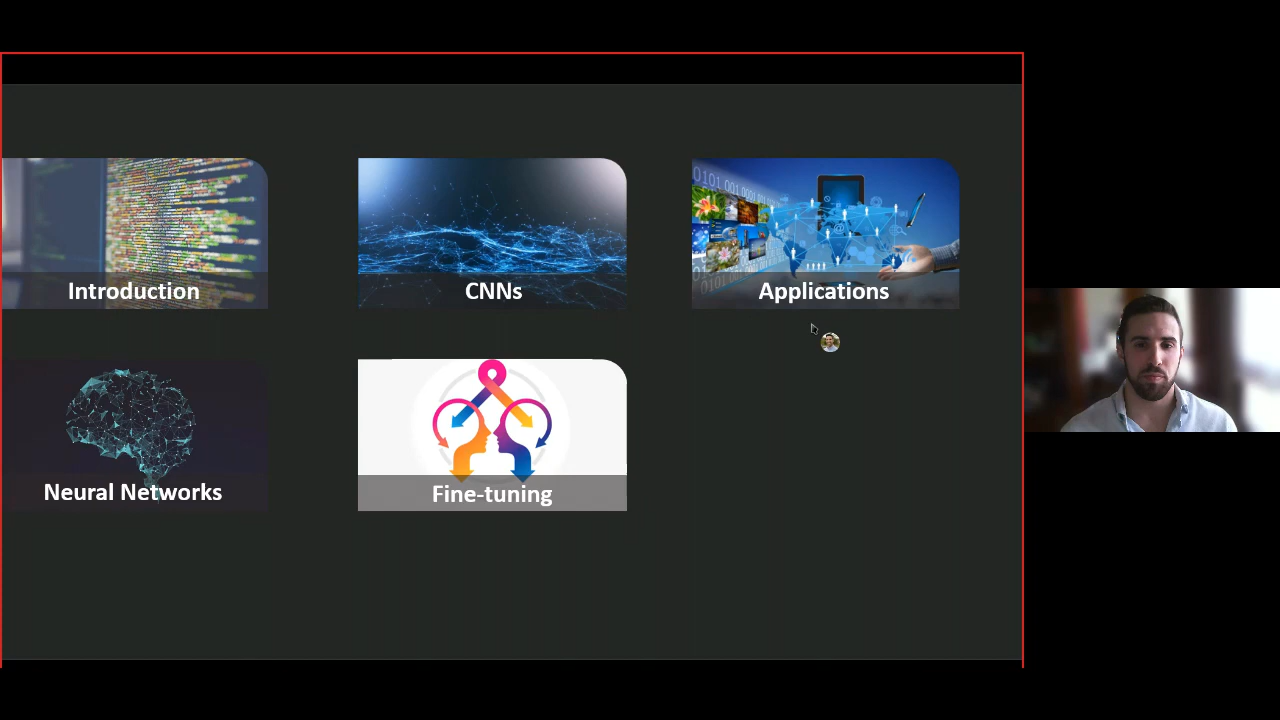 Introduction
CNNs
Applications
Neural Networks
Fine-tuning